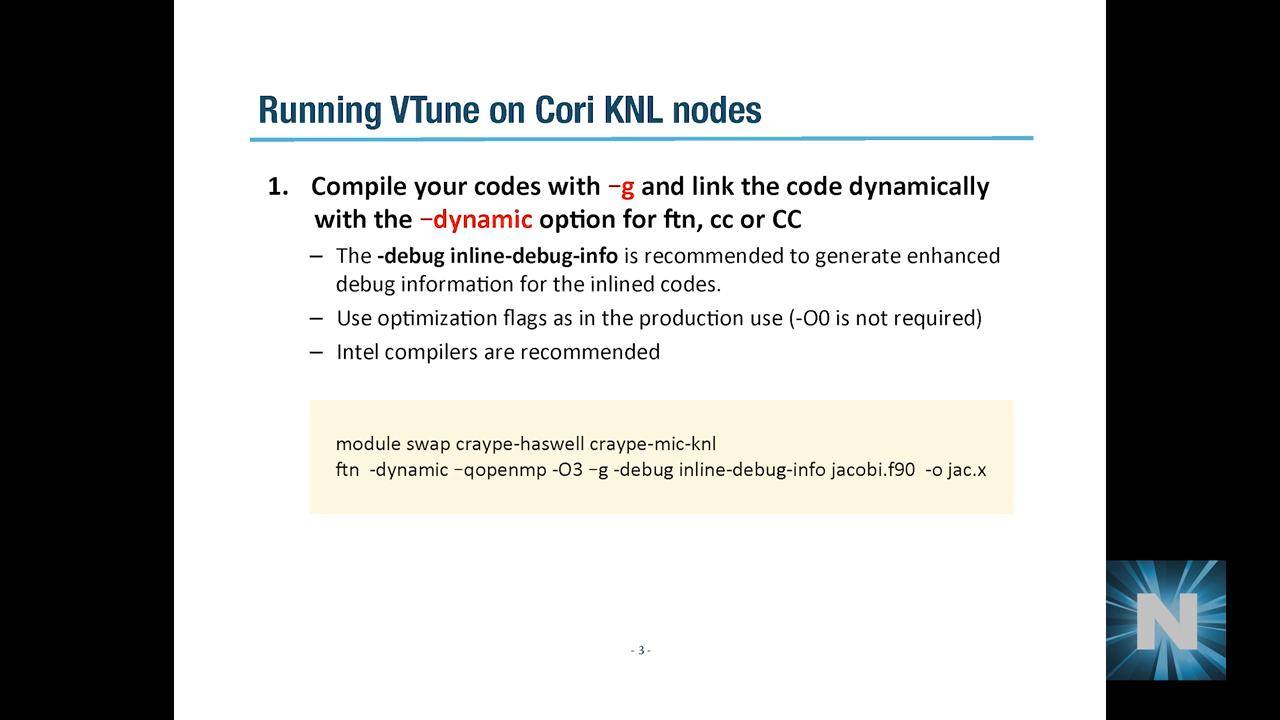 Running VTune on Cori KNL nodes
1. Compile your codes with −g and link the code dynamically
with the −dynamic option for ftn, cc or CC
– The -debug inline-debug-info is recommended to generate enhanced
debug information for the inlined codes.
– Use optimization flags as in the production use (-O0 is not required)
– Intel compilers are recommended
module swap craype-haswell craype-mic-knl
ftn -dynamic −qopenmp -O3 −g -debug inline-debug-info jacobi.f90 -o jac.x
N
- 3 -